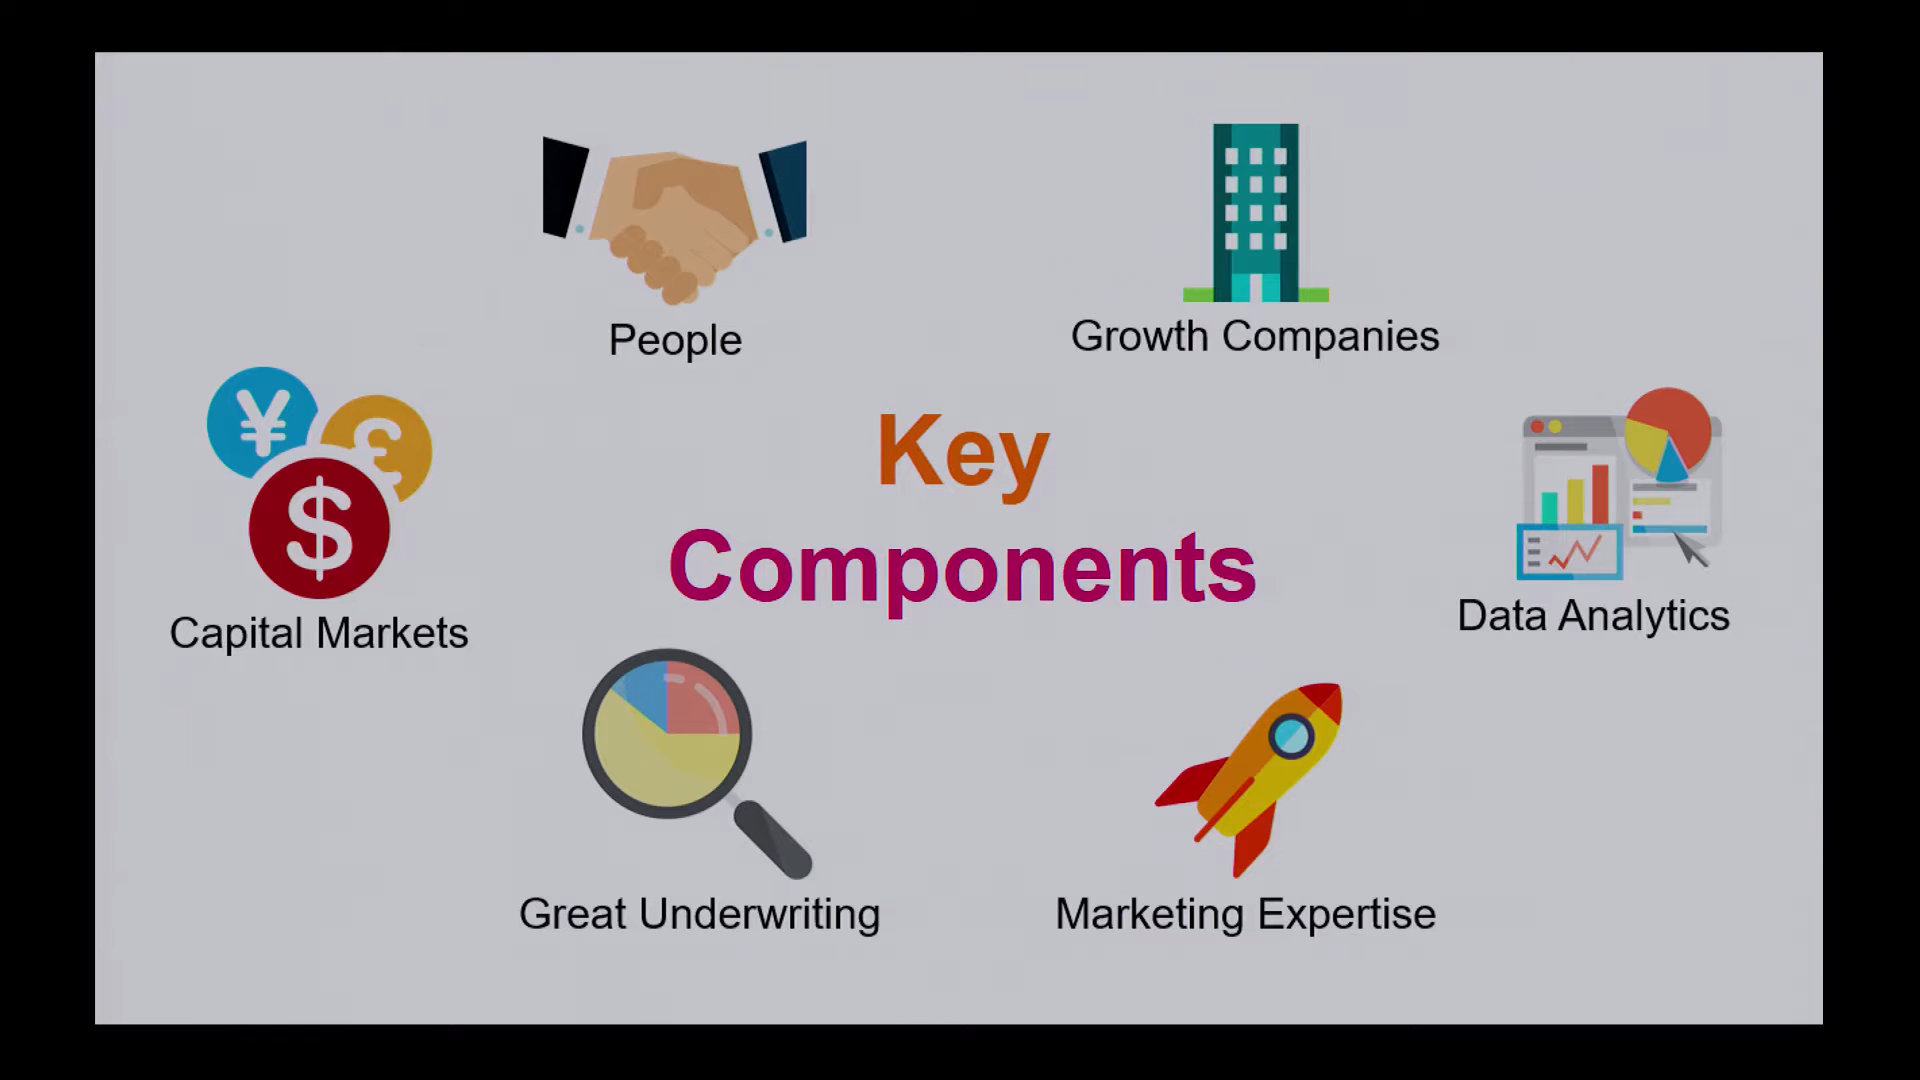 People
Growth Companies
¥
£
$
Key
Components
Capital Markets
Data Analytics
Great Underwriting
Marketing Expertise